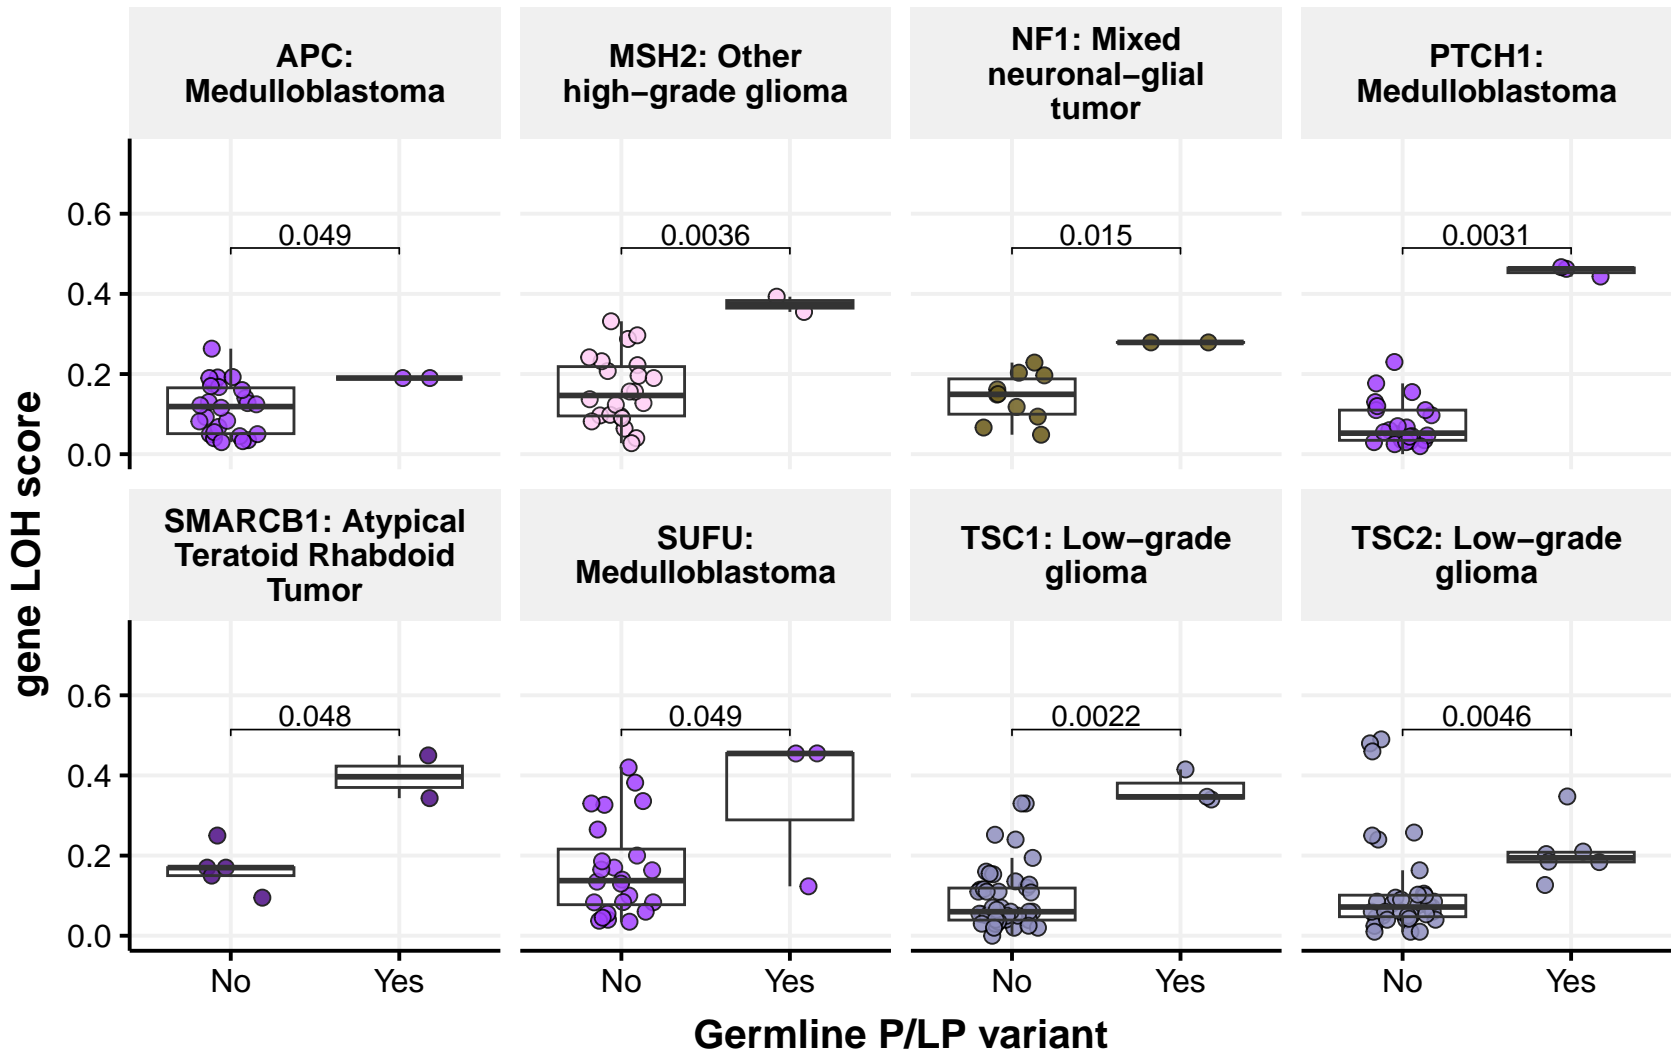 APC:
Medulloblastoma
MSH2: Other
high−grade glioma
NF1: Mixed
neuronal−glial
tumor
PTCH1:
Medulloblastoma
0.6
0.4
0.2
0.0
0.049
0.0036
0.015
0.0031
SMARCB1: Atypical
Teratoid Rhabdoid
Tumor
SUFU:
Medulloblastoma
TSC1: Low−grade
glioma
TSC2: Low−grade
glioma
0.6
0.4
0.2
0.0
0.048
0.049
0.0022
0.0046
No
Yes
No
Yes
No
Yes
No
Yes
gene LOH score
Germline P/LP variant